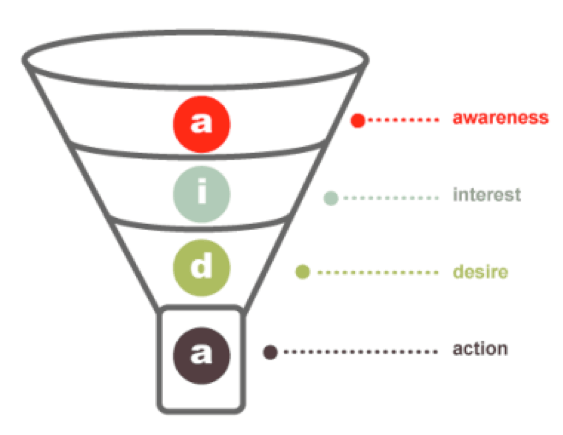 a awareness
i interest
d desire
a action